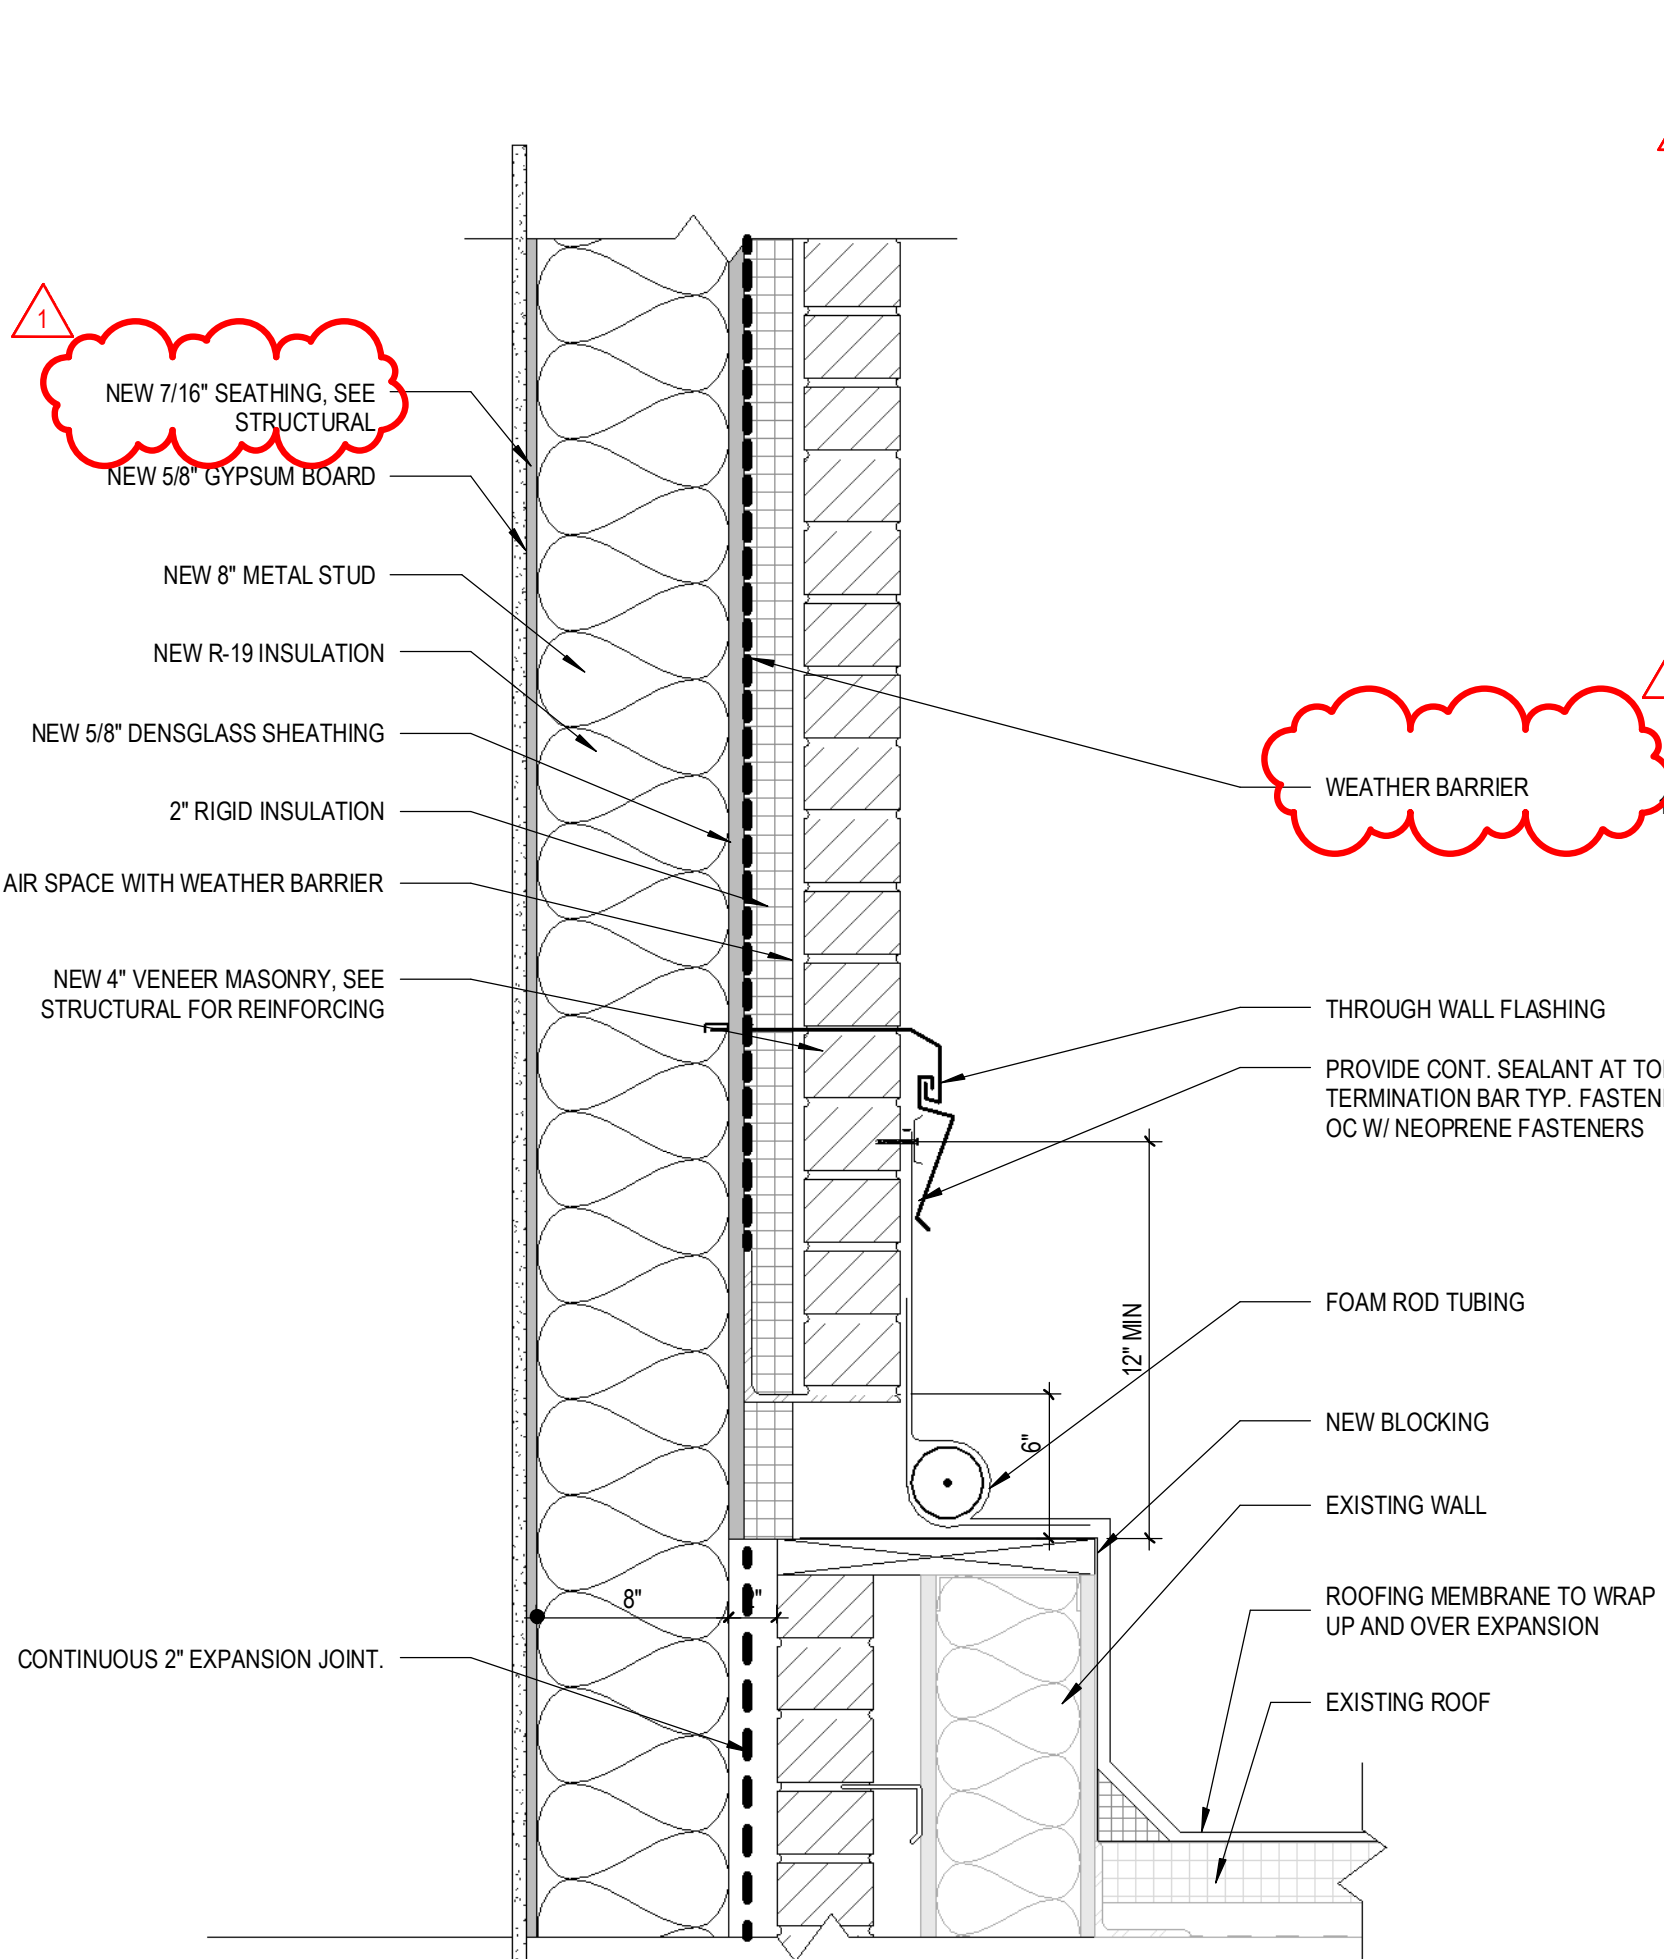 1
NEW 7/16" SEATHING, SEE
STRUCTURAL
NEW 5/8" GYPSUM BOARD
NEW 8" METAL STUD
NEW R-19 INSULATION
NEW 5/8" DENSGLASS SHEATHING
2" RIGID INSULATION
AIR SPACE WITH WEATHER BARRIER
NEW 4" VENEER MASONRY, SEE
STRUCTURAL FOR REINFORCING
CONTINUOUS 2" EXPANSION JOINT.
8"
12" MIN
6"
WEATHER BARRIER
THROUGH WALL FLASHING
PROVIDE CONT. SEALANT AT
TERMINATION BAR TYP.
OC W/ NEOPRENE FASTENERS
FOAM ROD TUBING
NEW BLOCKING
EXISTING WALL
ROOFING MEMBRANE TO WRAP
UP AND OVER EXPANSION
EXISTING ROOF